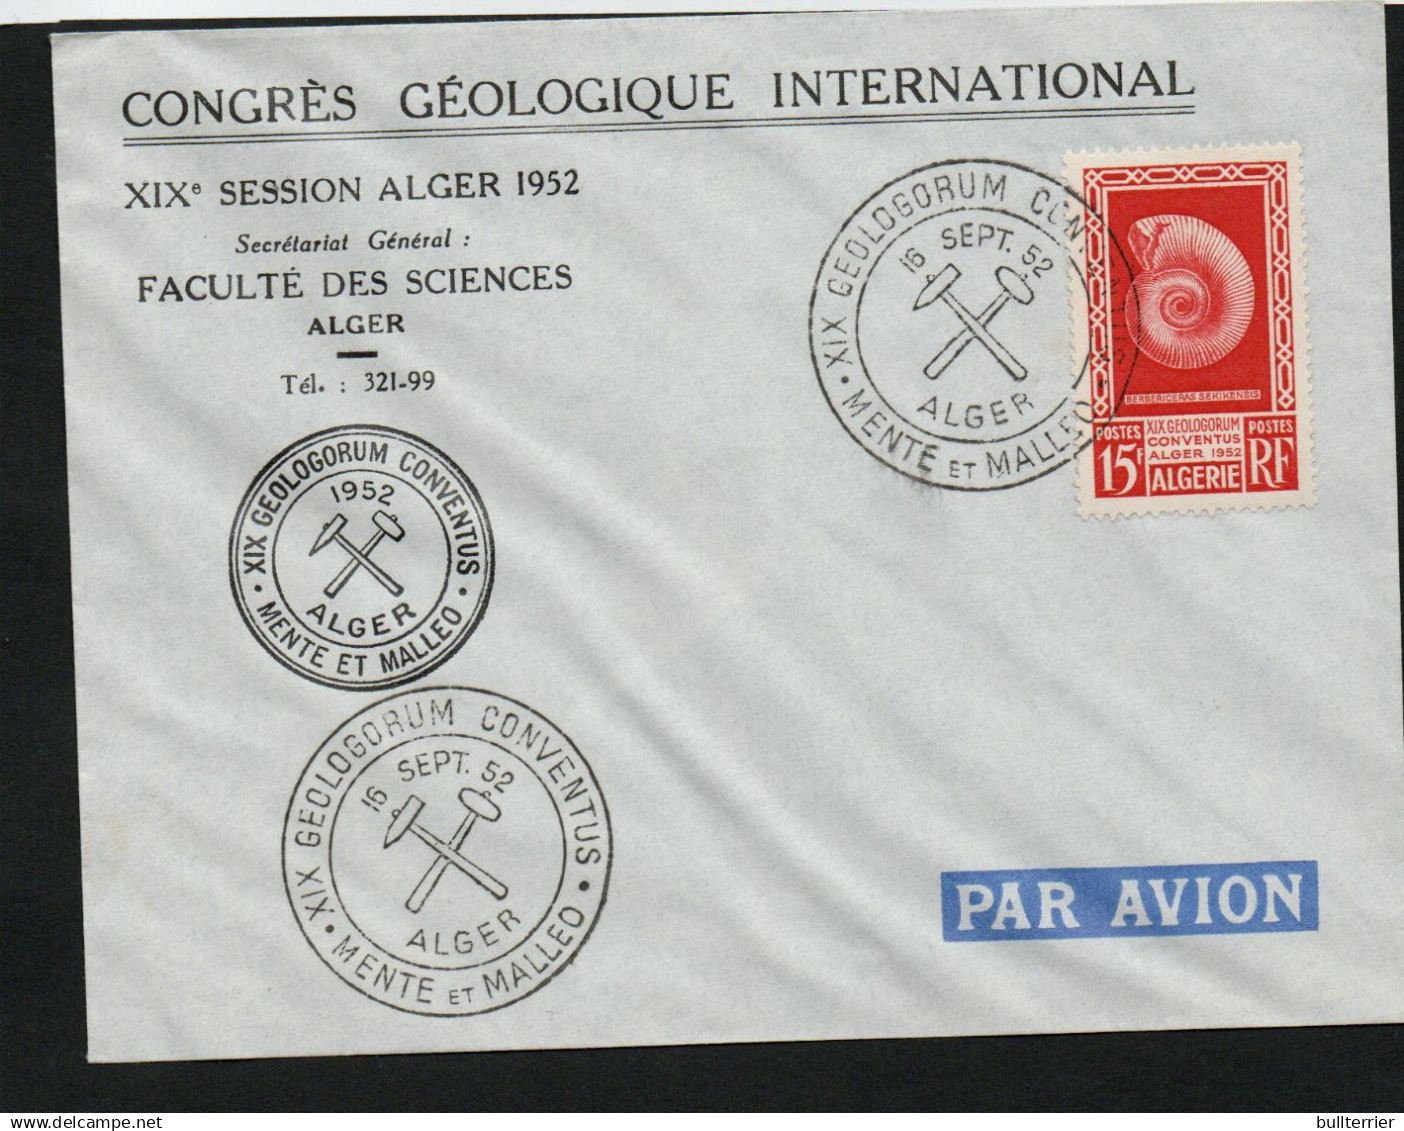 CONGRÈS GÉOLOGIQUE INTERNATIONAL
XIXe SESSION ALGER 1952
Secrétariat Général :
FACULTÉ DES SCIENCES
ALGER
Tél. : 321-99
XIX GEOLOGORUM CONVENTUS
16 SEPT. 52
ALGER
MENTE ET MALLEO
BERBERICERAS SEKIKENSIS
POSTES
XIX GEOLOGORUM
CONVENTUS
ALGER 1952
POSTES
15F
ALGERIE
RF
XIX GEOLOGORUM CONVENTUS
1952
ALGER
MENTE ET MALLEO
XIX GEOLOGORUM CONVENTUS
16 SEPT. 52
ALGER
MENTE ET MALLEO
PAR AVION
bullterrier